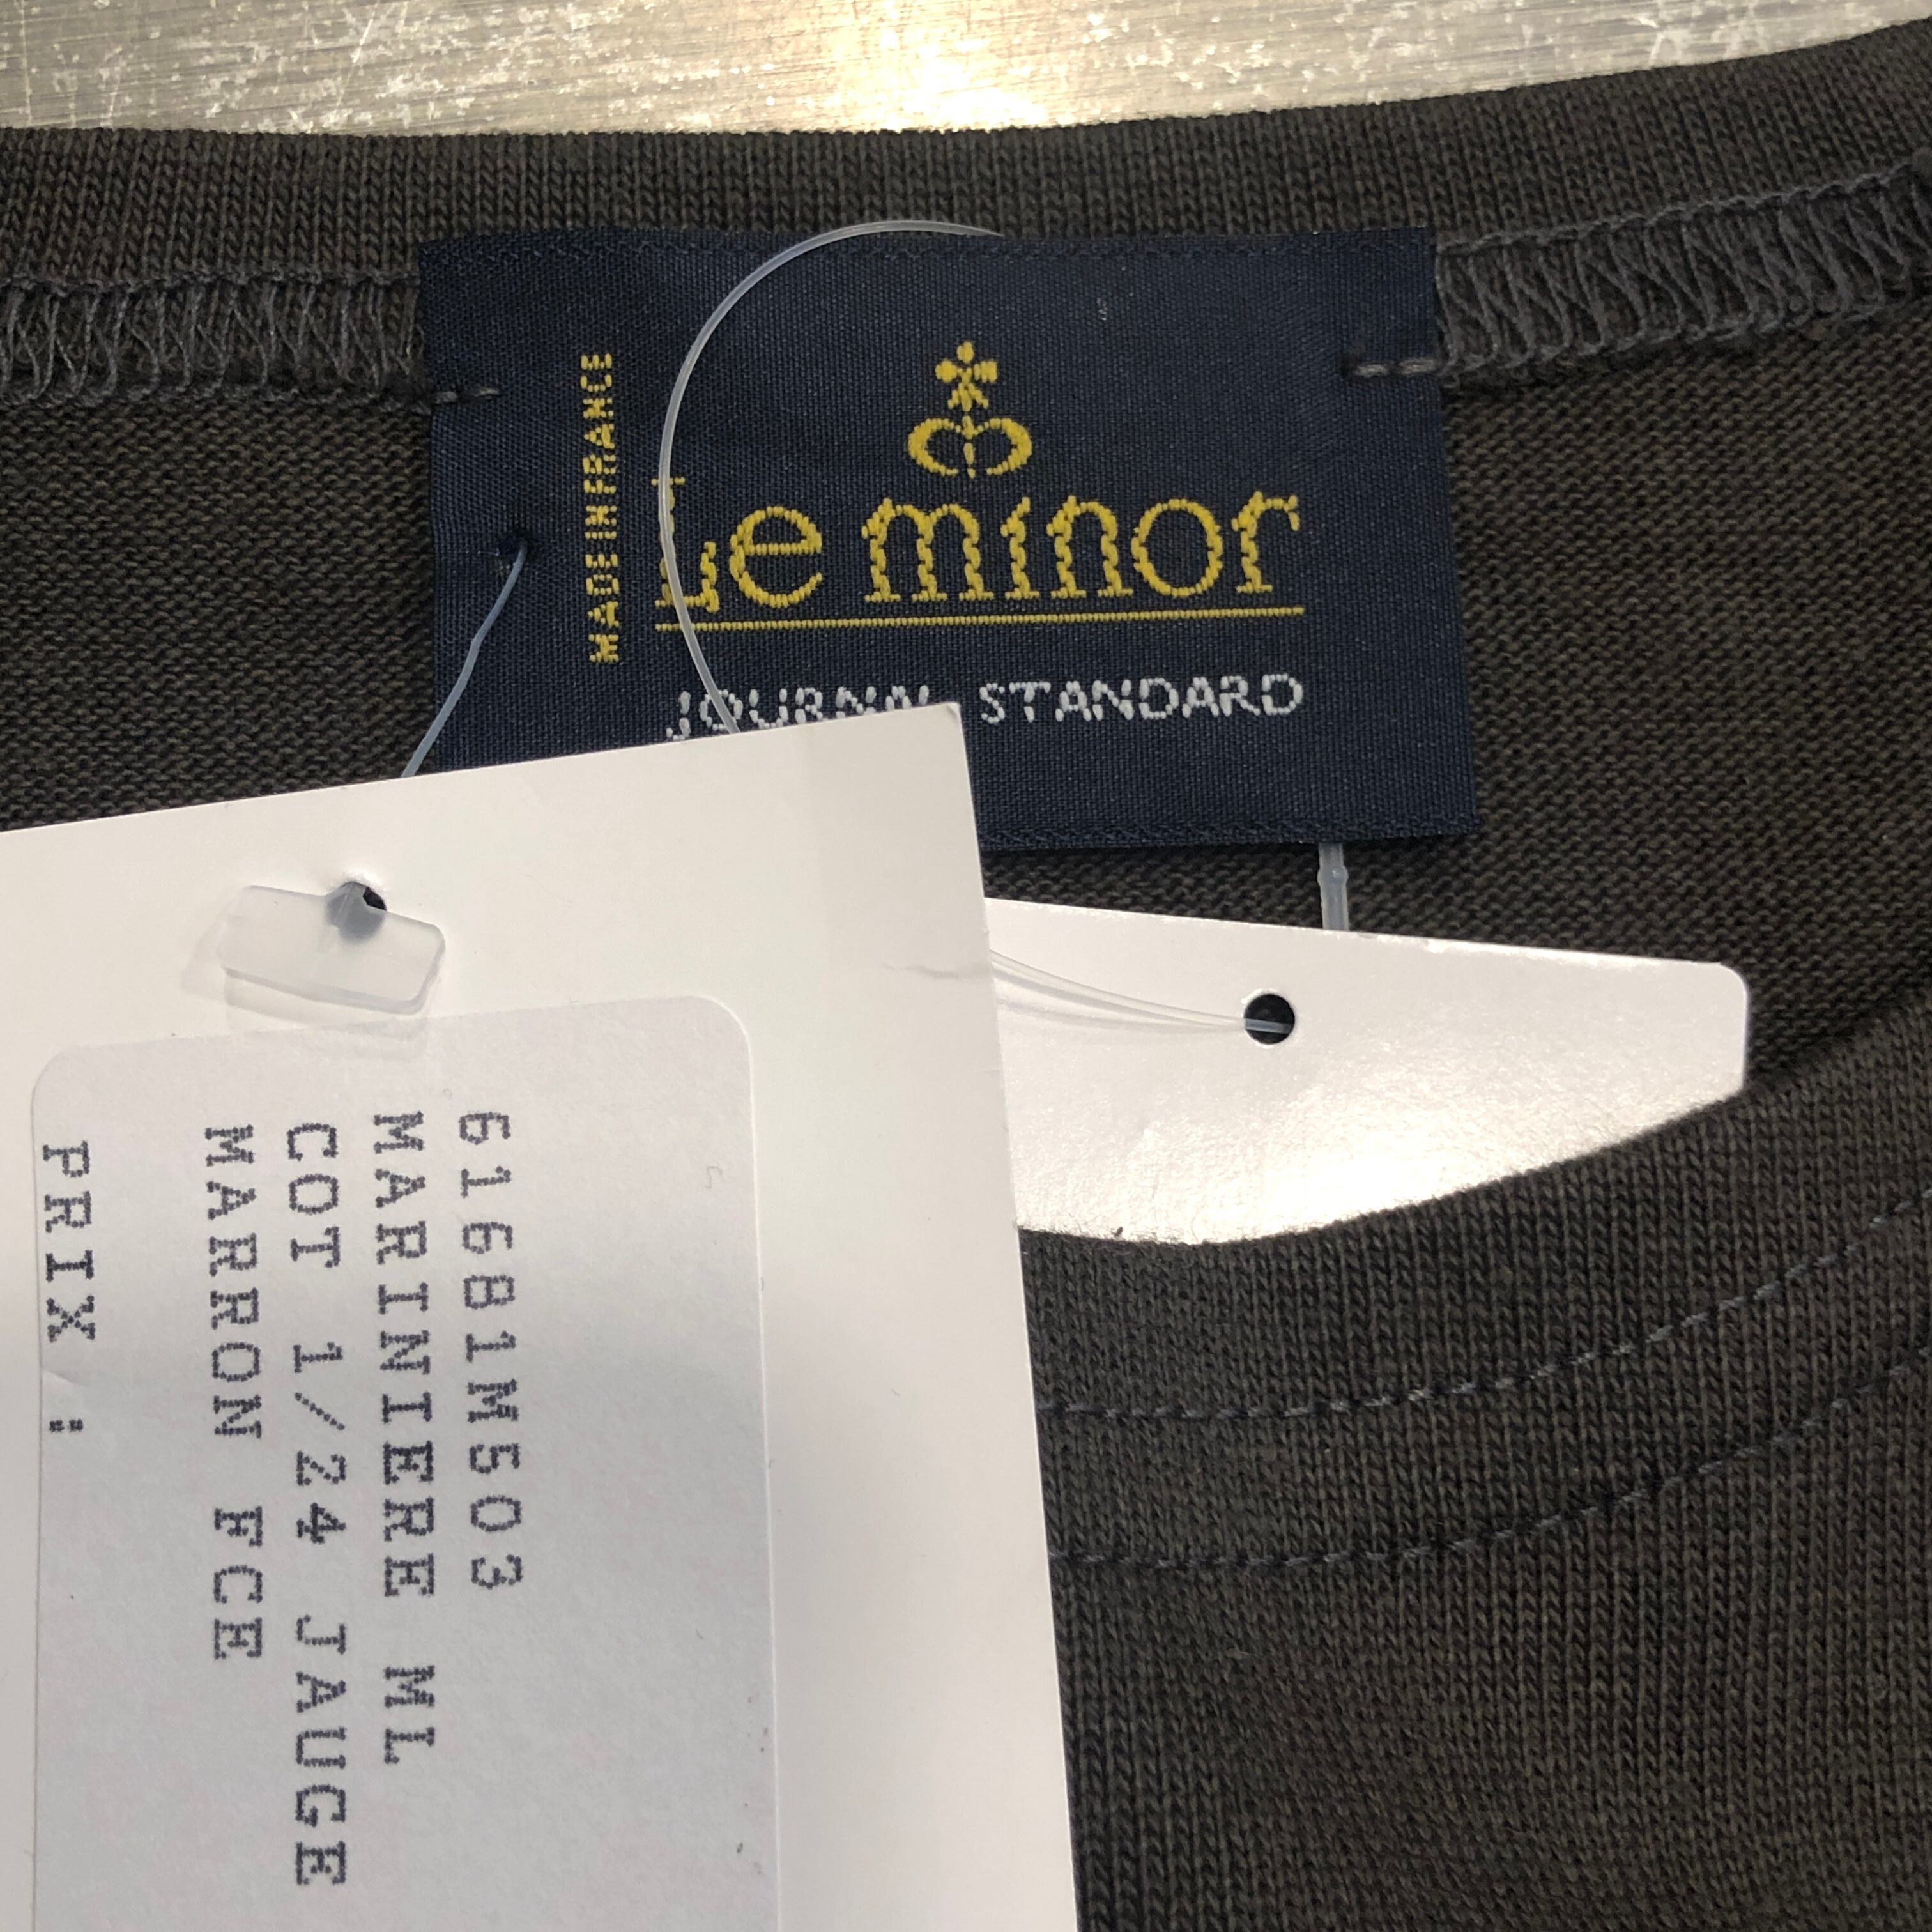 MADE IN FRANCE
Le minor
JOURNAL STANDARD
61681M503
MARINIERE ML
COT 1/24 JAUGE
MARRON FCE
PRIX :